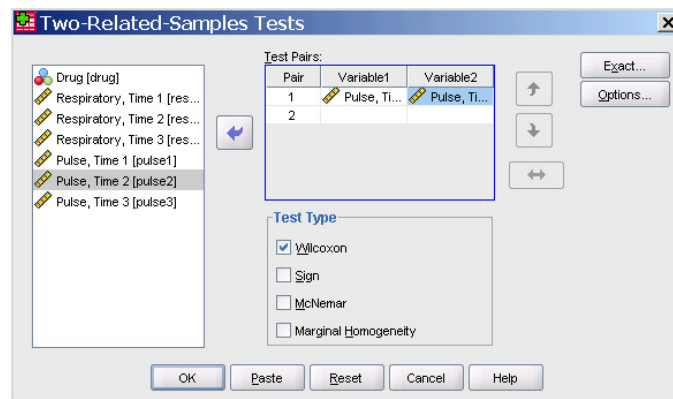 Two-Related-Samples Tests
Drug [drug]
Respiratory, Time 1 [res...
Respiratory, Time 2 [res...
Respiratory, Time 3 [res...
Pulse, Time 1 [pulse1]
Pulse, Time 2 [pulse2]
Pulse, Time 3 [pulse3]
Test Pairs:
Pair Variable1 Variable2
1 Pulse, Ti... Pulse, Ti...
2
Exact...
Options...
Test Type
Wilcoxon
Sign
McNemar
Marginal Homogeneity
OK Paste Reset Cancel Help